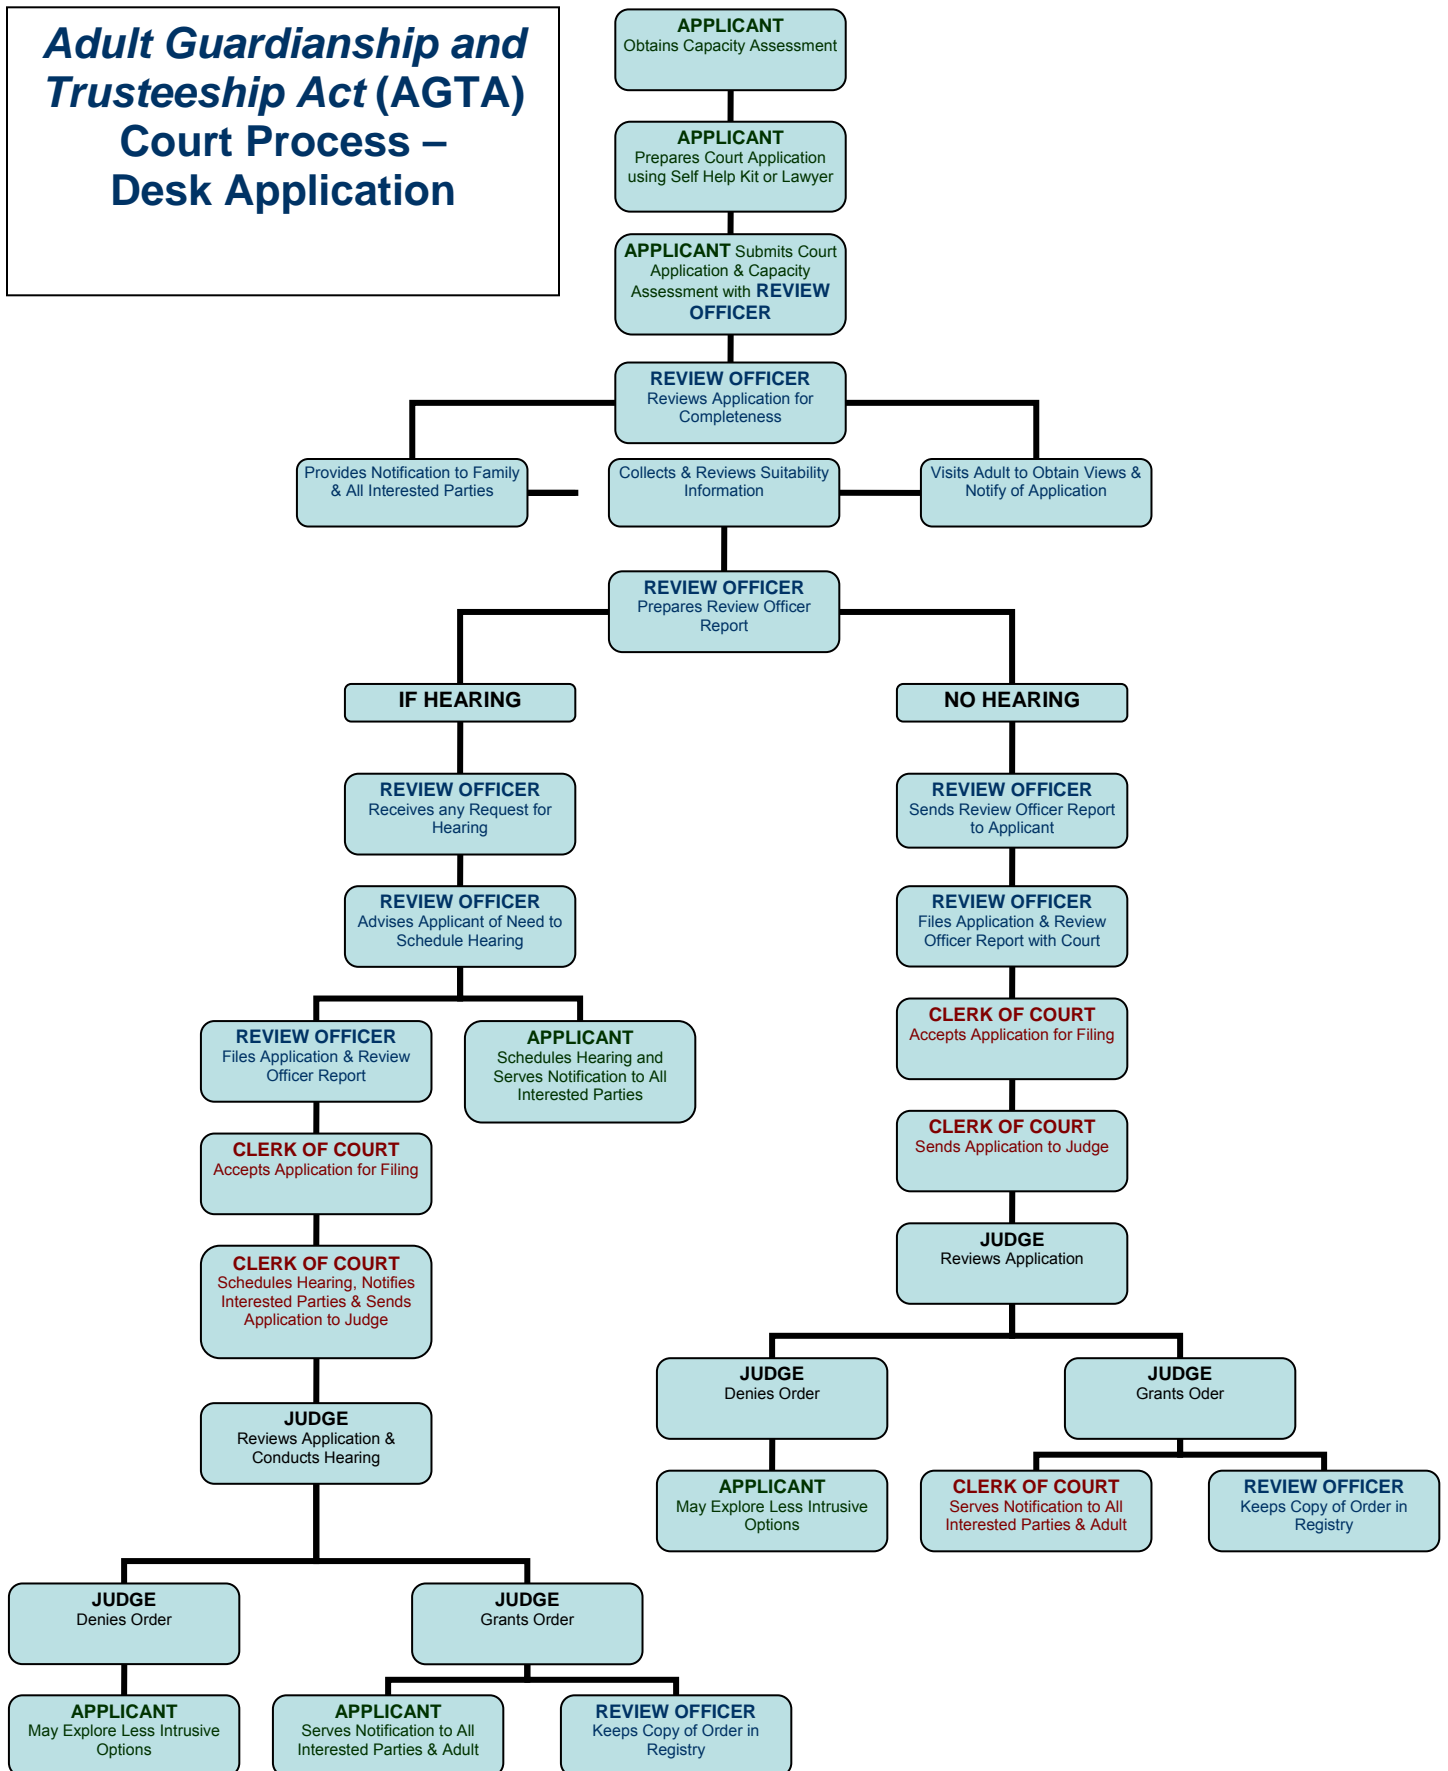 Adult Guardianship and
Trusteeship Act (AGTA)
Court Process –
Desk Application
APPLICANT
Obtains Capacity Assessment
APPLICANT
Prepares Court Application
using Self Help Kit or Lawyer
APPLICANT Submits Court
Application & Capacity
Assessment with REVIEW
OFFICER
REVIEW OFFICER
Reviews Application for
Completeness
Provides Notification to Family
& All Interested Parties
Collects & Reviews Suitability
Information
Visits Adult to Obtain Views &
Notify of Application
REVIEW OFFICER
Prepares Review Officer
Report
IF HEARING
REVIEW OFFICER
Receives any Request for
Hearing
REVIEW OFFICER
Advises Applicant of Need to
Schedule Hearing
REVIEW OFFICER
Files Application & Review
Officer Report
APPLICANT
Schedules Hearing and
Serves Notification to All
Interested Parties
CLERK OF COURT
Accepts Application for Filing
CLERK OF COURT
Schedules Hearing, Notifies
Interested Parties & Sends
Application to Judge
JUDGE
Reviews Application &
Conducts Hearing
JUDGE
Denies Order
JUDGE
Grants Order
APPLICANT
May Explore Less Intrusive
Options
APPLICANT
Serves Notification to All
Interested Parties & Adult
REVIEW OFFICER
Keeps Copy of Order in
Registry
NO HEARING
REVIEW OFFICER
Sends Review Officer Report
to Applicant
REVIEW OFFICER
Files Application & Review
Officer Report with Court
CLERK OF COURT
Accepts Application for Filing
CLERK OF COURT
Sends Application to Judge
JUDGE
Reviews Application
JUDGE
Denies Order
JUDGE
Grants Oder
APPLICANT
May Explore Less Intrusive
Options
CLERK OF COURT
Serves Notification to All
Interested Parties & Adult
REVIEW OFFICER
Keeps Copy of Order in
Registry